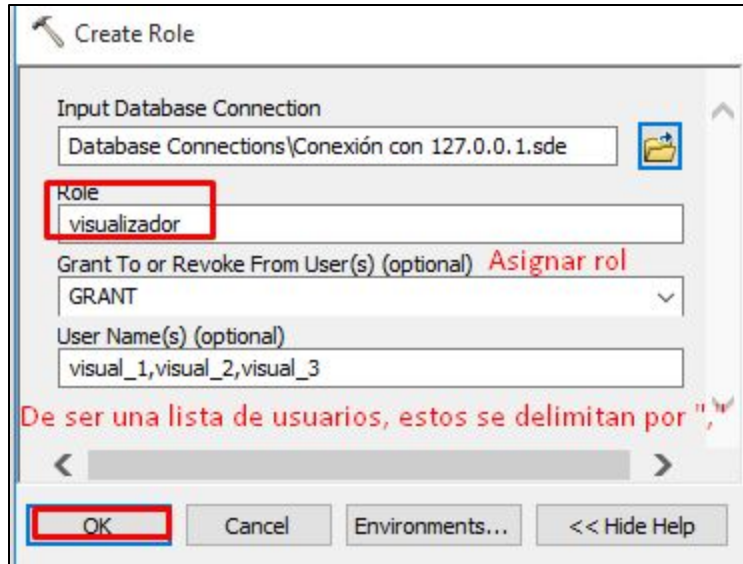 Create Role
Input Database Connection
Database Connections\Conexión con 127.0.0.1.sde
Role
visualizador
Grant To or Revoke From User(s) (optional) Asignar rol
GRANT
User Name(s) (optional)
visual_1,visual_2,visual_3
De ser una lista de usuarios, estos se delimitan por ","
OK Cancel Environments... << Hide Help